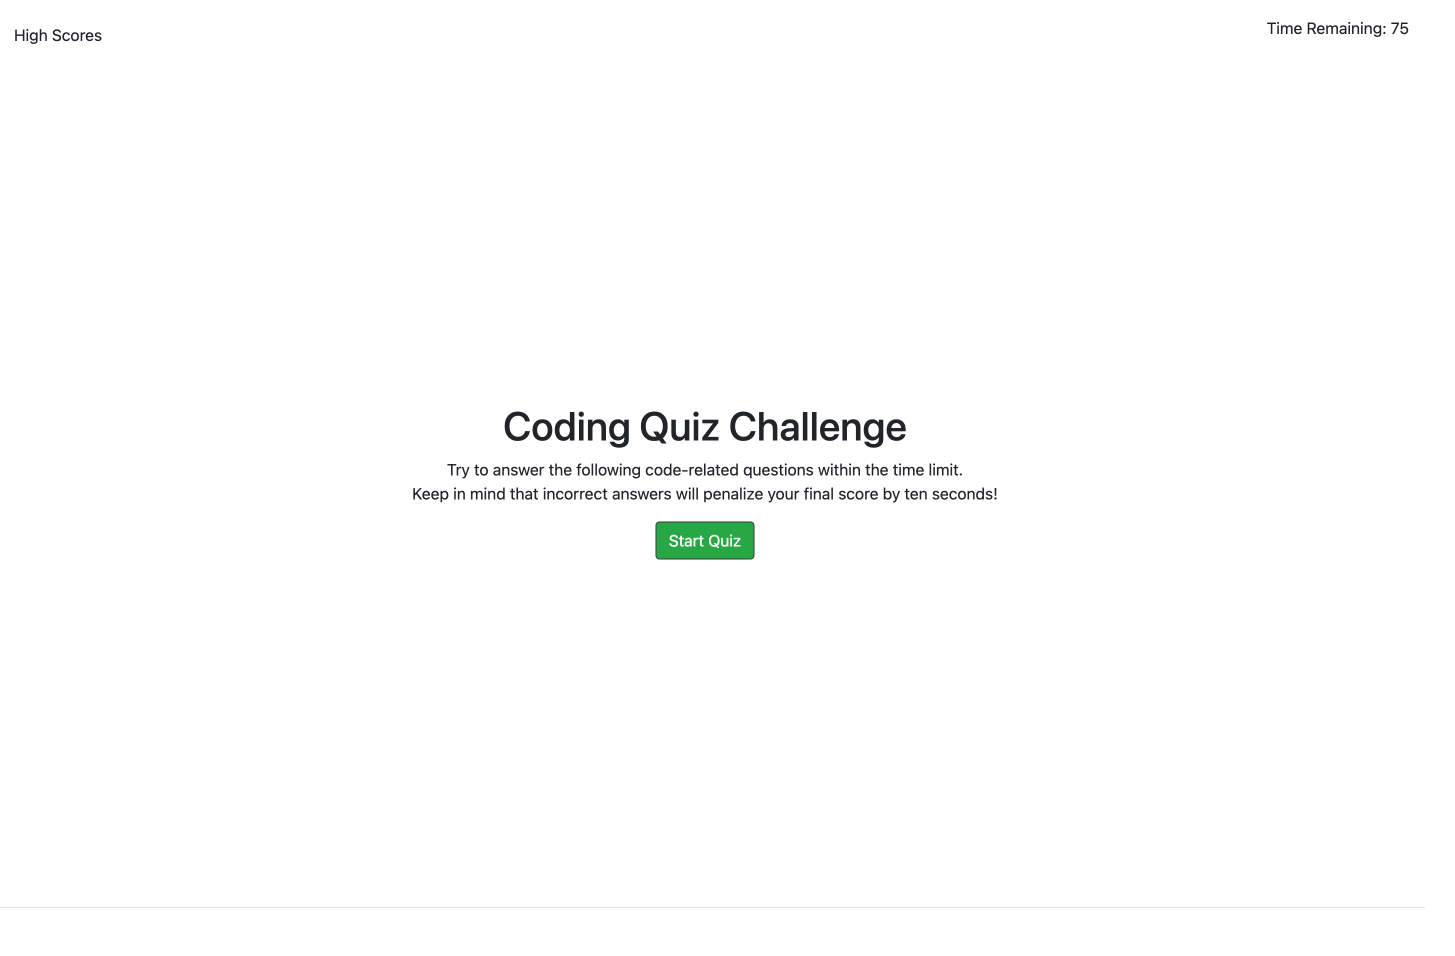 High Scores
Time Remaining: 75
Coding Quiz Challenge
Try to answer the following code-related questions within the time limit.
Keep in mind that incorrect answers will penalize your final score by ten seconds!
Start Quiz